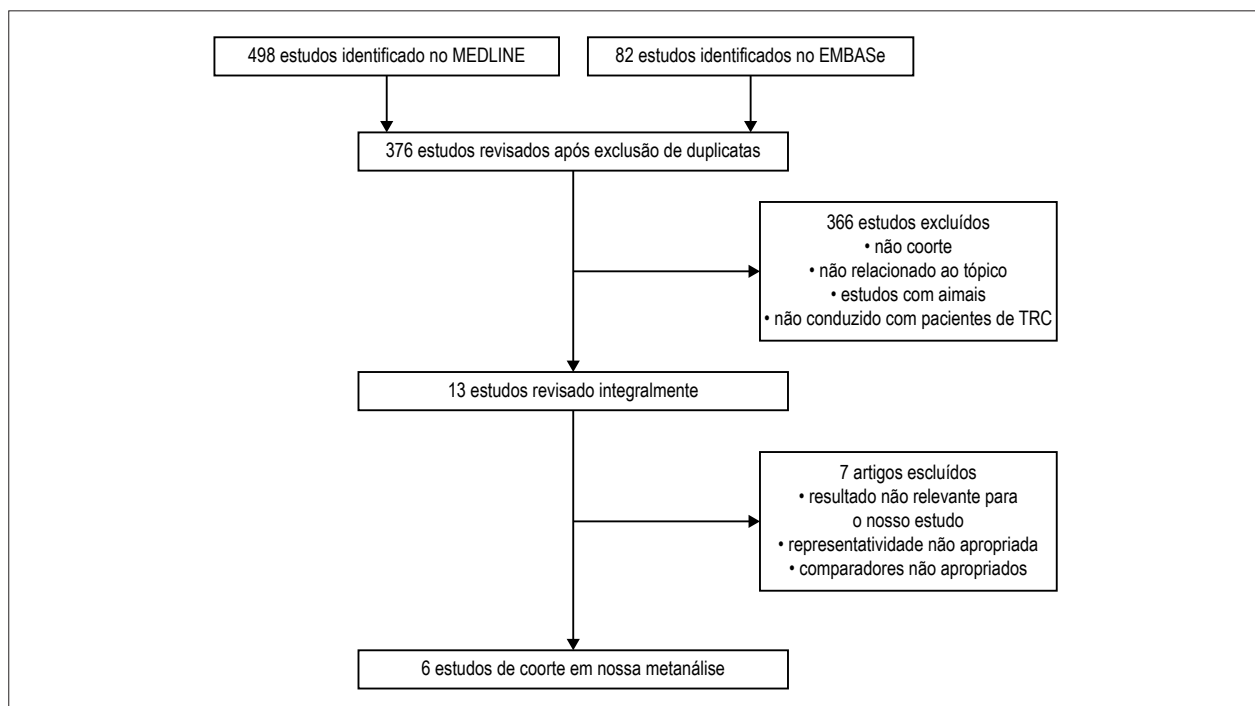 498 estudos identificado no MEDLINE
82 estudos identificados no EMBASe
376 estudos revisados após exclusão de duplicatas
366 estudos excluídos
• não coorte
• não relacionado ao tópico
• estudos com aimais
• não conduzido com pacientes de TRC
13 estudos revisado integralmente
7 artigos escluídos
• resultado não relevante para
o nosso estudo
• representatividade não apropriada
• comparadores não apropriados
6 estudos de coorte em nossa metanálise